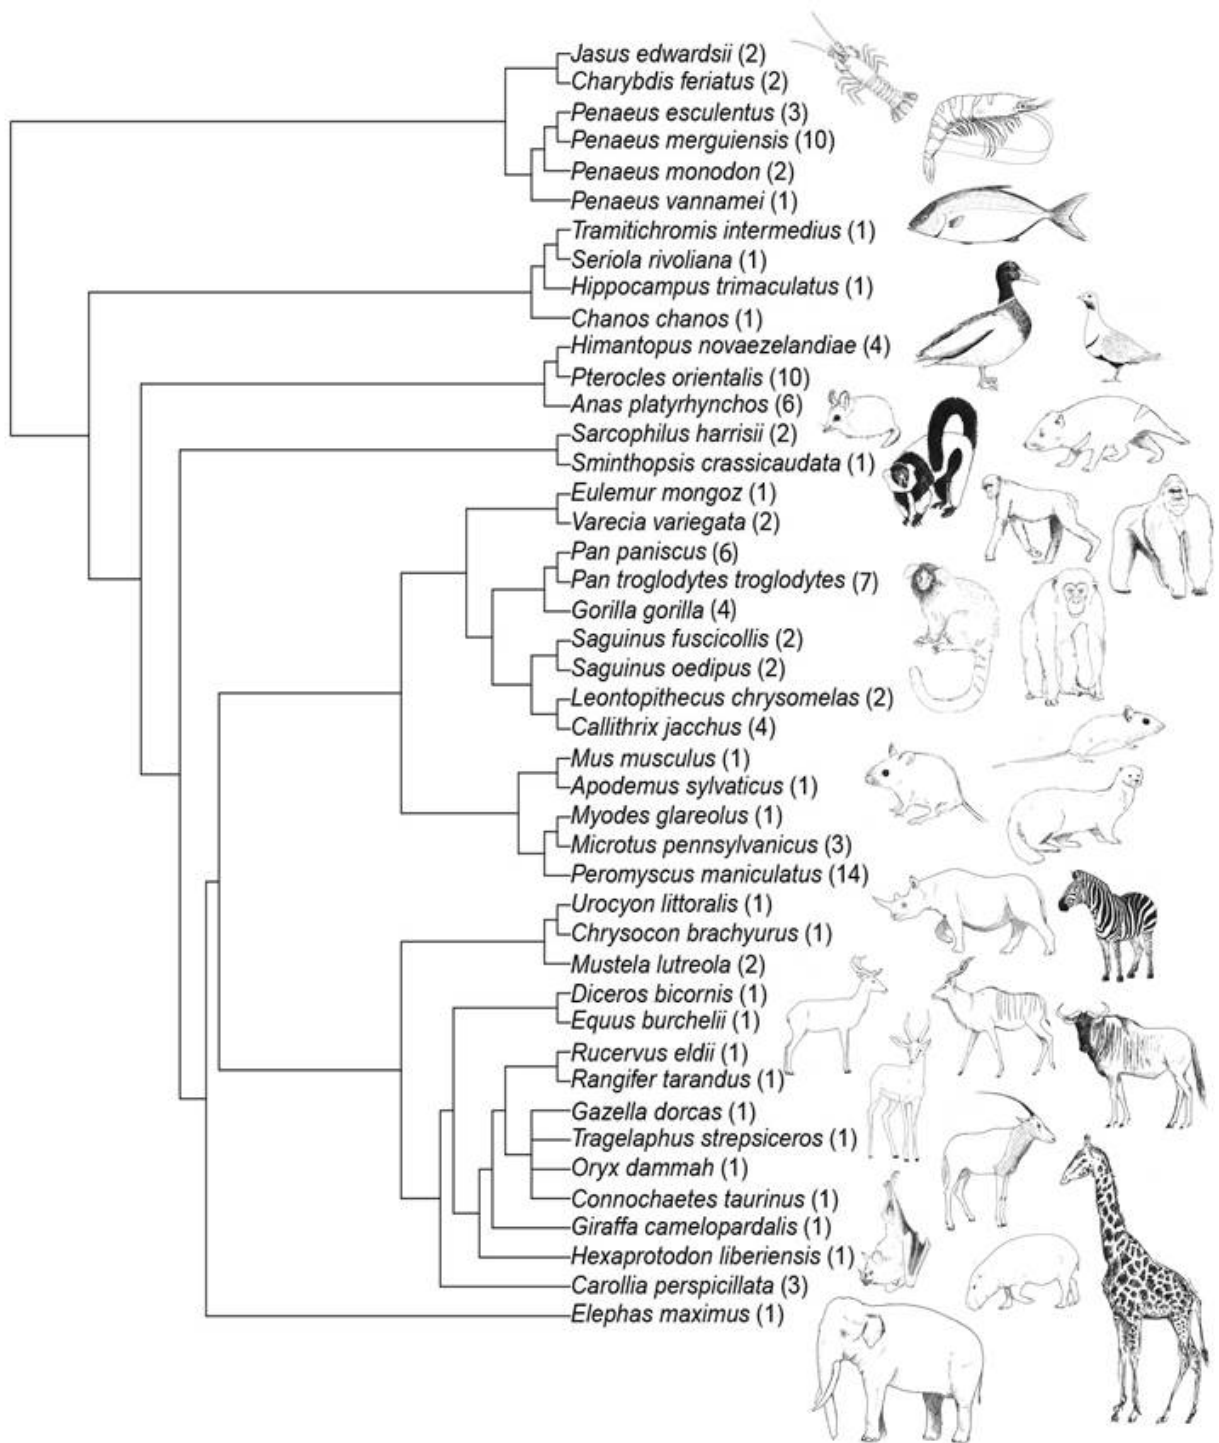 Jasus edwardsii (2)
Charybdis feriatus (2)
Penaeus esculentus (3)
Penaeus merguiensis (10)
Penaeus monodon (2)
Penaeus vannamei (1)
Tramitichromis intermedius (1)
Seriola rivoliana (1)
Hippocampus trimaculatus (1)
Chanos chanos (1)
Himantopus novaezelandiae (4)
Pterocles orientalis (10)
Anas platyrhynchos (6)
Sarcophilus harrisii (2)
Sminthopsis crassicaudata (1)
Eulemur mongoz (1)
Varecia variegata (2)
Pan paniscus (6)
Pan troglodytes troglodytes (7)
Gorilla gorilla (4)
Saguinus fuscicollis (2)
Saguinus oedipus (2)
Leontopithecus chrysomelas (2)
Callithrix jacchus (4)
Mus musculus (1)
Apodemus sylvaticus (1)
Myodes glareolus (1)
Microtus pennsylvanicus (3)
Peromyscus maniculatus (14)
Urocyon littoralis (1)
Chrysocon brachyurus (1)
Mustela lutreola (2)
Diceros bicornis (1)
Equus burchelii (1)
Rucervus eldii (1)
Rangifer tarandus (1)
Gazella dorcas (1)
Tragelaphus strepsiceros (1)
Oryx dammah (1)
Connochaetes taurinus (1)
Giraffa camelopardalis (1)
Hexaprotodon liberiensis (1)
Carollia perspicillata (3)
Elephas maximus (1)